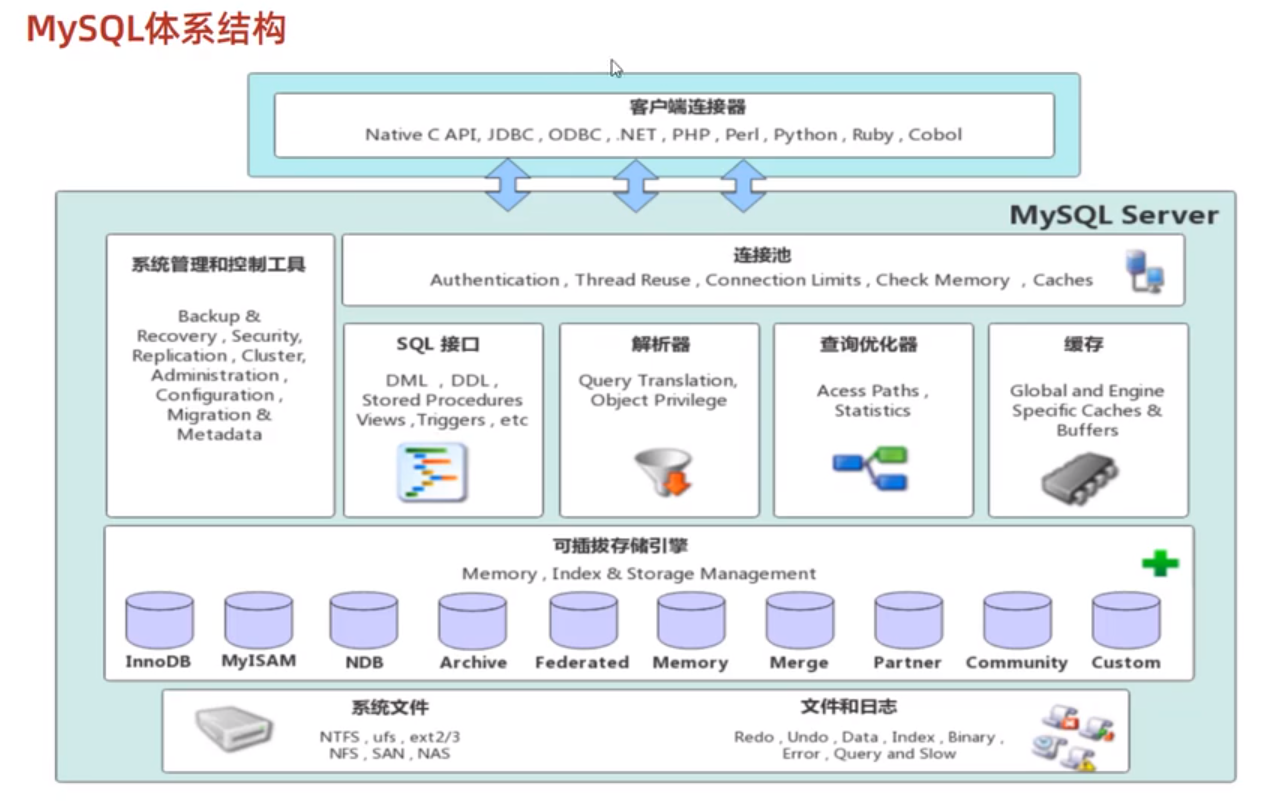 MySQL体系结构
客户端连接器
Native C API, JDBC , ODBC , .NET , PHP , Perl , Python , Ruby , Cobol
MySQL Server
系统管理和控制工具
Backup &
Recovery , Security,
Replication , Cluster,
Administration ,
Configuration ,
Migration &
Metadata
连接池
Authentication , Thread Reuse , Connection Limits , Check Memory , Caches
SQL 接口
DML , DDL ,
Stored Procedures
Views ,Triggers , etc
解析器
Query Translation,
Object Privilege
查询优化器
Acess Paths ,
Statistics
缓存
Global and Engine
Specific Caches &
Buffers
可插拔存储引擎
Memory , Index & Storage Management
InnoDB
MyISAM
NDB
Archive
Federated
Memory
Merge
Partner
Community
Custom
系统文件
NTFS , ufs , ext2/3
NFS , SAN , NAS
文件和日志
Redo , Undo , Data , Index , Binary ,
Error , Query and Slow